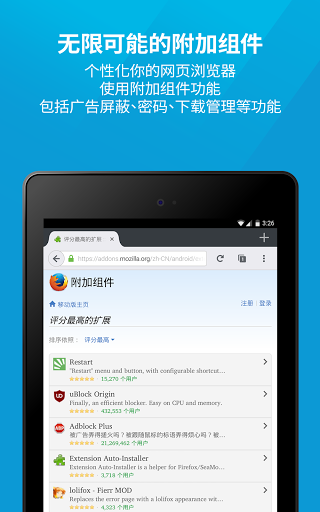 无限可能的附加组件
个性化你的网页浏览器
使用附加组件功能
包括广告屏蔽、密码、下载管理等功能
3:26
评分最高的扩展
https://addons.mozilla.org/zh-CN/android/
附加组件
移动版主页
注册 | 登录
评分最高的扩展
排序依照： 评分最高
Restart
"Restart" menu and button, with configurable shortcut...
15,270 个用户
uBlock Origin
Finally, an efficient blocker. Easy on CPU and memory.
432,553 个用户
Adblock Plus
被广告弄得搓火吗？被跟随鼠标的标语弄得烦心吗？被...
21,269,462 个用户
Extension Auto-Installer
Extension Auto-Installer is a helper for Firefox/SeaMo...
3,718 个用户
lolifox - Fierr MOD
Replaces the error page with a lolifox appearance wit...
4,323 个用户